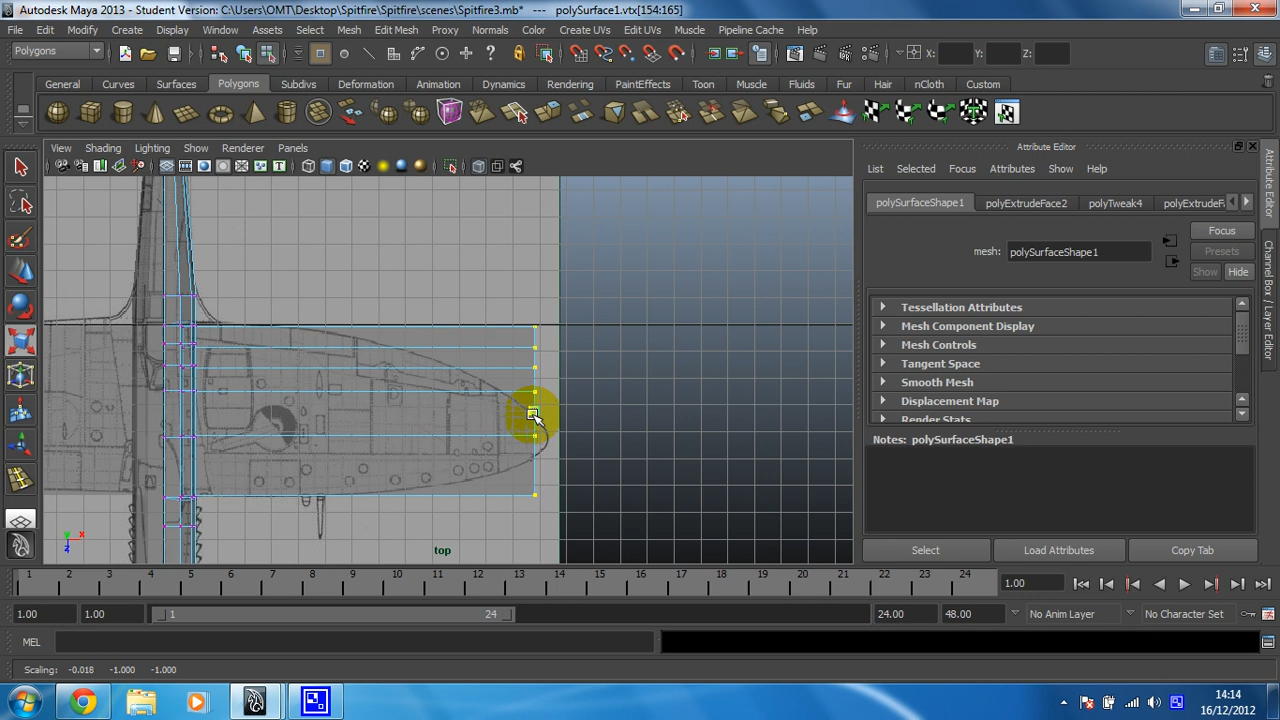 Autodesk Maya 2013 - Student Version: C:\Users\OMT\Desktop\Spitfire\Spitfire\scenes\Spitfire3.mb* --- polySurface1.vtx[154:165]
File Edit Modify Create Display Window Assets Select Mesh Edit Mesh Proxy Normals Color Create UVs Edit UVs Muscle Pipeline Cache Help
Polygons X: Y: Z:
General Curves Surfaces Polygons Subdivs Deformation Animation Dynamics Rendering PaintEffects Toon Muscle Fluids Fur Hair nCloth Custom
View Shading Lighting Show Renderer Panels
Attribute Editor
List Selected Focus Attributes Show Help
polySurfaceShape1 polyExtrudeFace2 polyTweak4 polyExtrudeF
Focus
mesh: polySurfaceShape1
Presets
Show Hide
Tessellation Attributes
Mesh Component Display
Mesh Controls
Tangent Space
Smooth Mesh
Displacement Map
Render Stats
Notes: polySurfaceShape1
Select Load Attributes Copy Tab
Attribute Editor
Channel Box / Layer Editor
y x
z
top
1 2 3 4 5 6 7 8 9 10 11 12 13 14 15 16 17 18 19 20 21 22 23 24
1.00
1.00 1.00 1 24 24.00 48.00 No Anim Layer No Character Set
MEL
Scaling: -0.018 -1.000 -1.000
14:14
16/12/2012